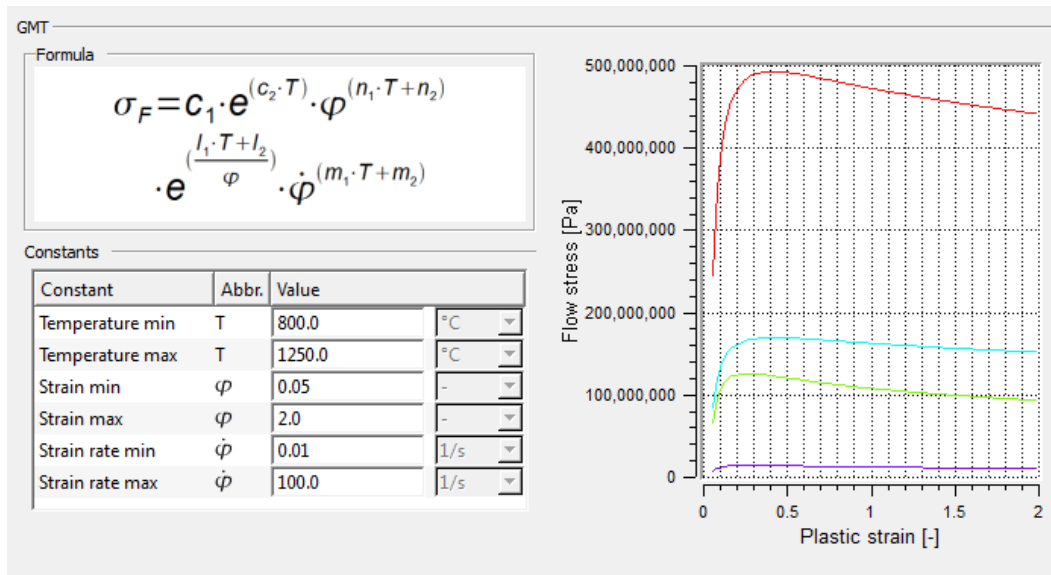 GMT
Formula
σ_F=c₁·e^(c₂·T)·φ^(n₁·T+n₂)
·e^((l₁·T+l₂)/φ)·φ̇^(m₁·T+m₂)
Constants
Constant Abbr. Value
Temperature min T 800.0 °C
Temperature max T 1250.0 °C
Strain min φ 0.05 -
Strain max φ 2.0 -
Strain rate min φ̇ 0.01 1/s
Strain rate max φ̇ 100.0 1/s
Flow stress [Pa]
500,000,000
400,000,000
300,000,000
200,000,000
100,000,000
0
0 0.5 1 1.5 2
Plastic strain [-]